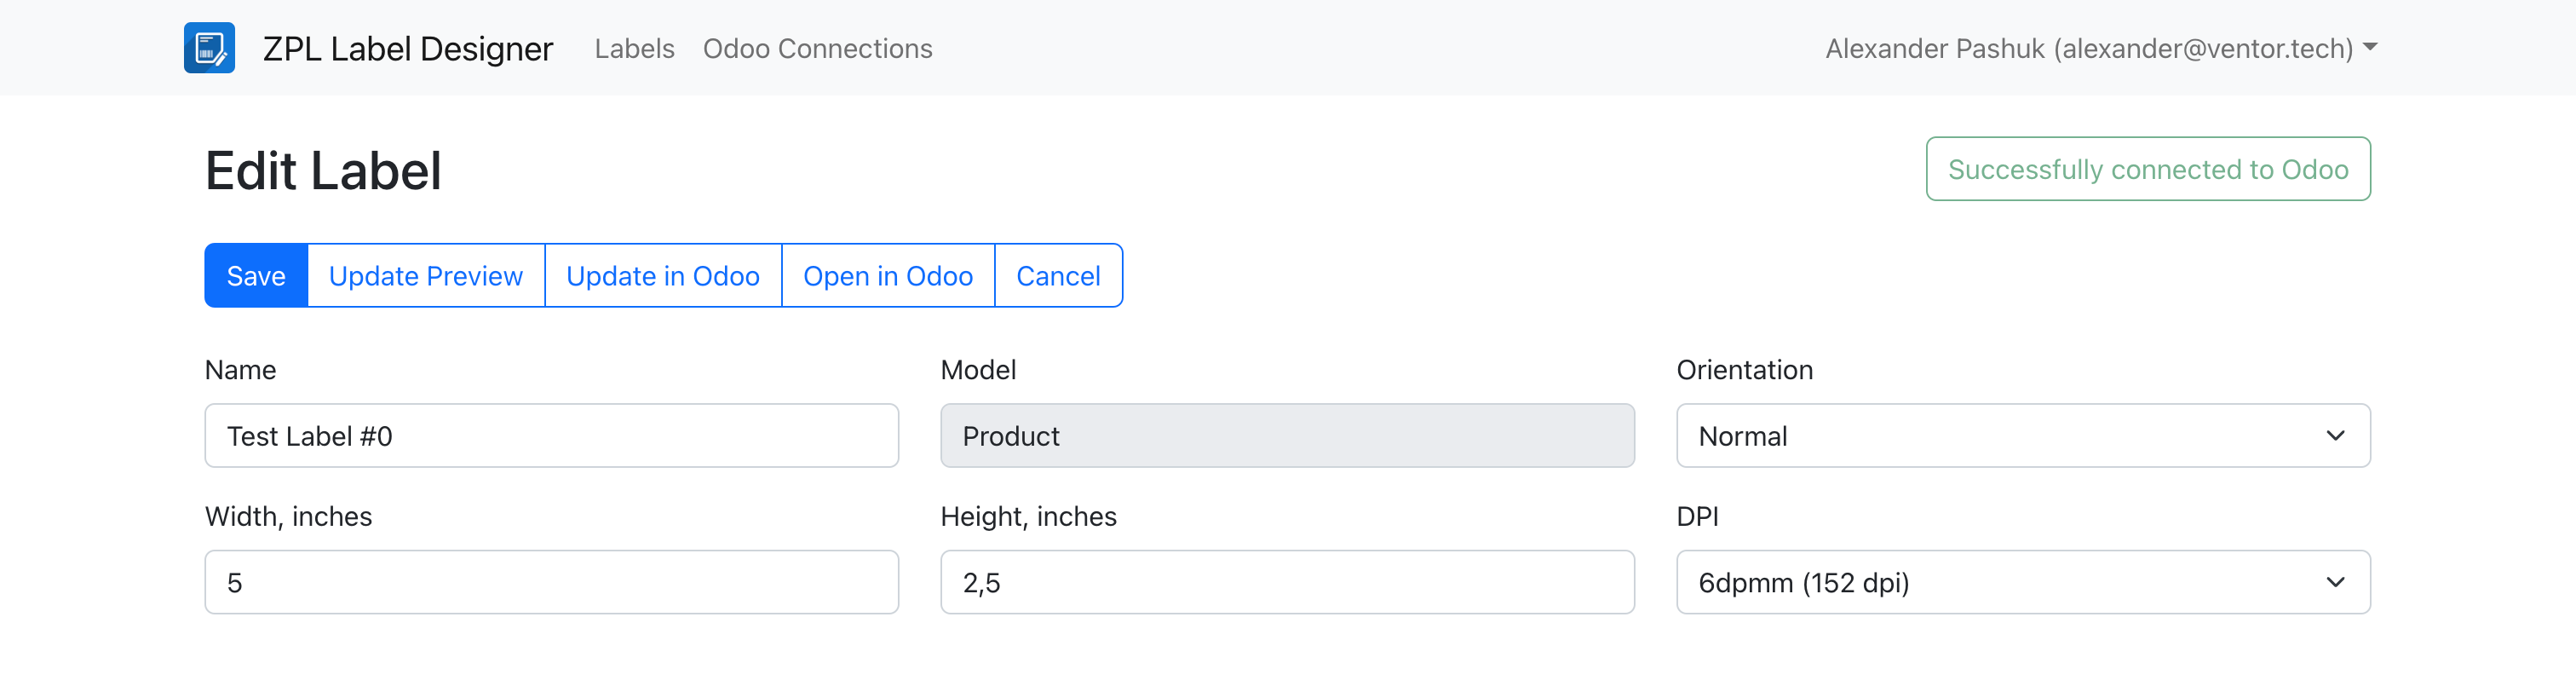 ZPL Label Designer Labels Odoo Connections Alexander Pashuk (alexander@ventor.tech)
Edit Label Successfully connected to Odoo
Save Update Preview Update in Odoo Open in Odoo Cancel
Name Model Orientation
Test Label #0 Product Normal
Width, inches Height, inches DPI
5 2,5 6dpmm (152 dpi)